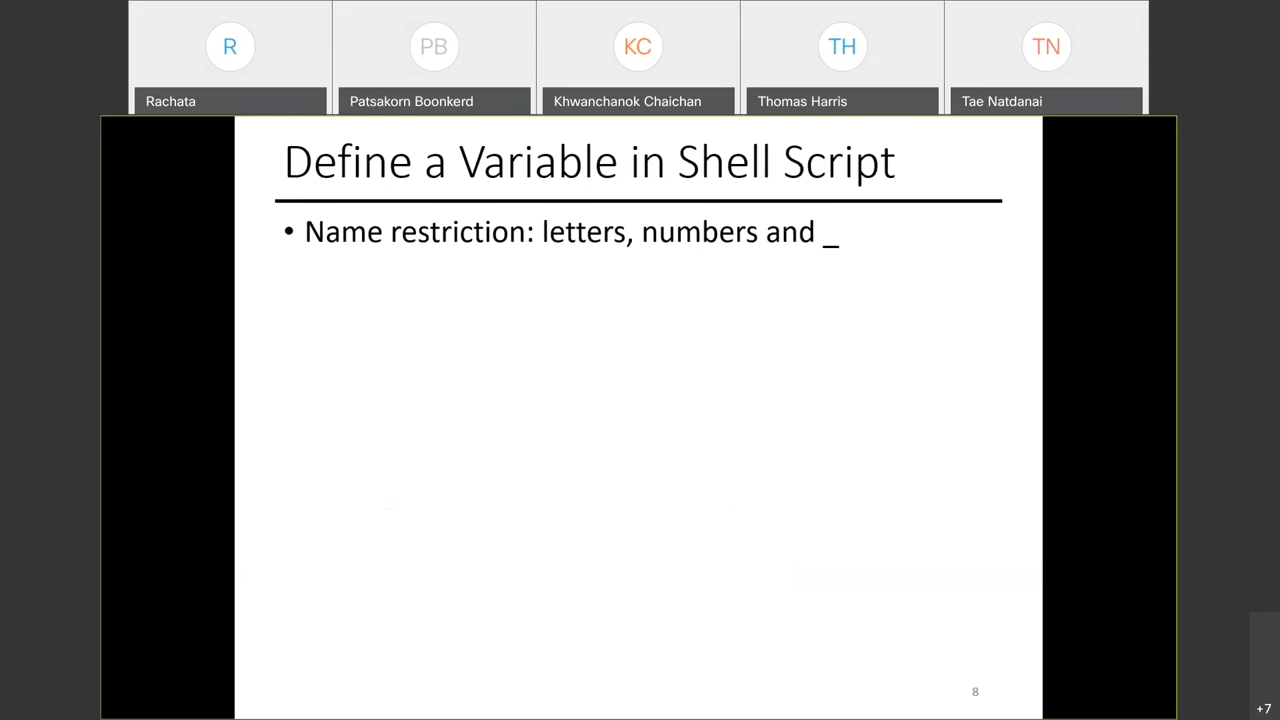 R
PB
KC
TH
TN
Rachata
Patsakorn Boonkerd
Khwanchanok Chaichan
Thomas Harris
Tae Natdanai
Define a Variable in Shell Script
• Name restriction: letters, numbers and _
8
+7